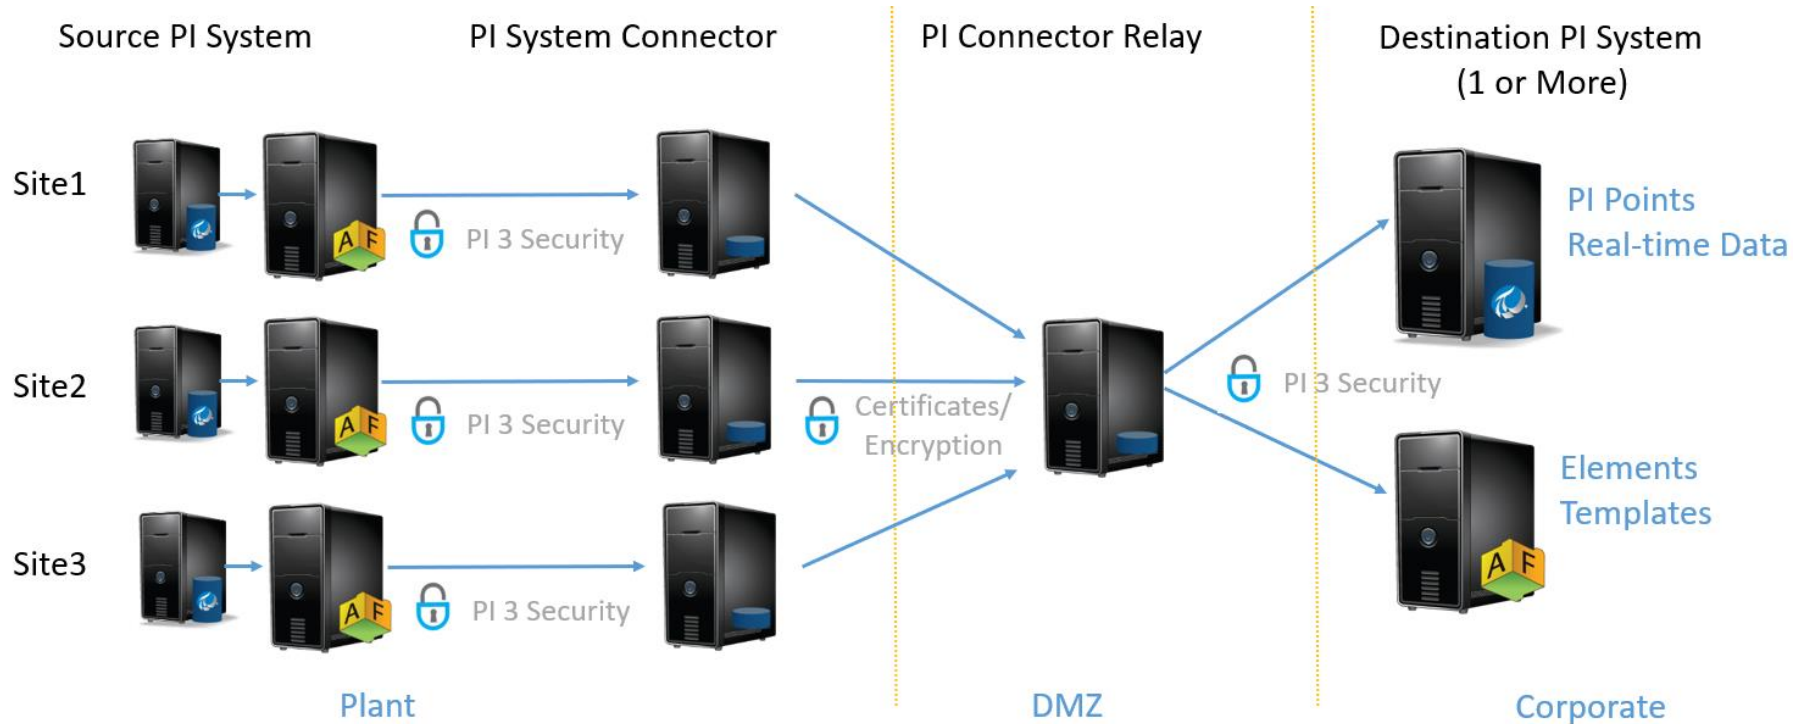 Source PI System
PI System Connector
PI Connector Relay
Destination PI System
(1 or More)
Site1
A F
PI 3 Security
PI Points
Real-time Data
Site2
A F
PI 3 Security
Certificates/
Encryption
PI 3 Security
Elements
Templates
A F
Site3
A F
PI 3 Security
Plant
DMZ
Corporate